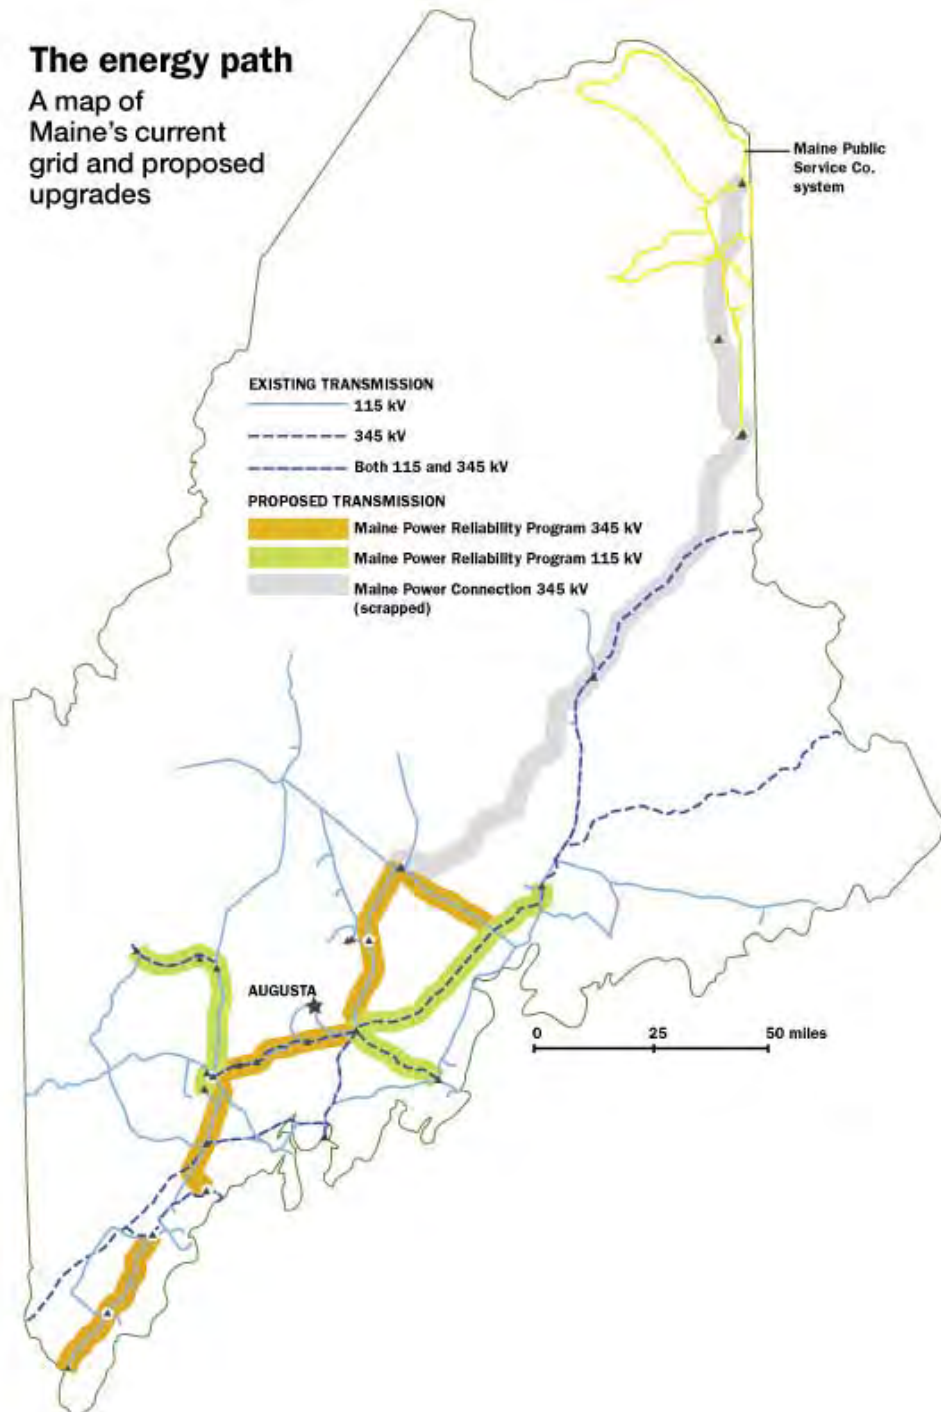 The energy path
A map of
Maine's current
grid and proposed
upgrades
Maine Public
Service Co.
system
EXISTING TRANSMISSION
115 kV
345 kV
Both 115 and 345 kV
PROPOSED TRANSMISSION
Maine Power Reliability Program 345 kV
Maine Power Reliability Program 115 kV
Maine Power Connection 345 kV
(scrapped)
AUGUSTA
0 25 50 miles